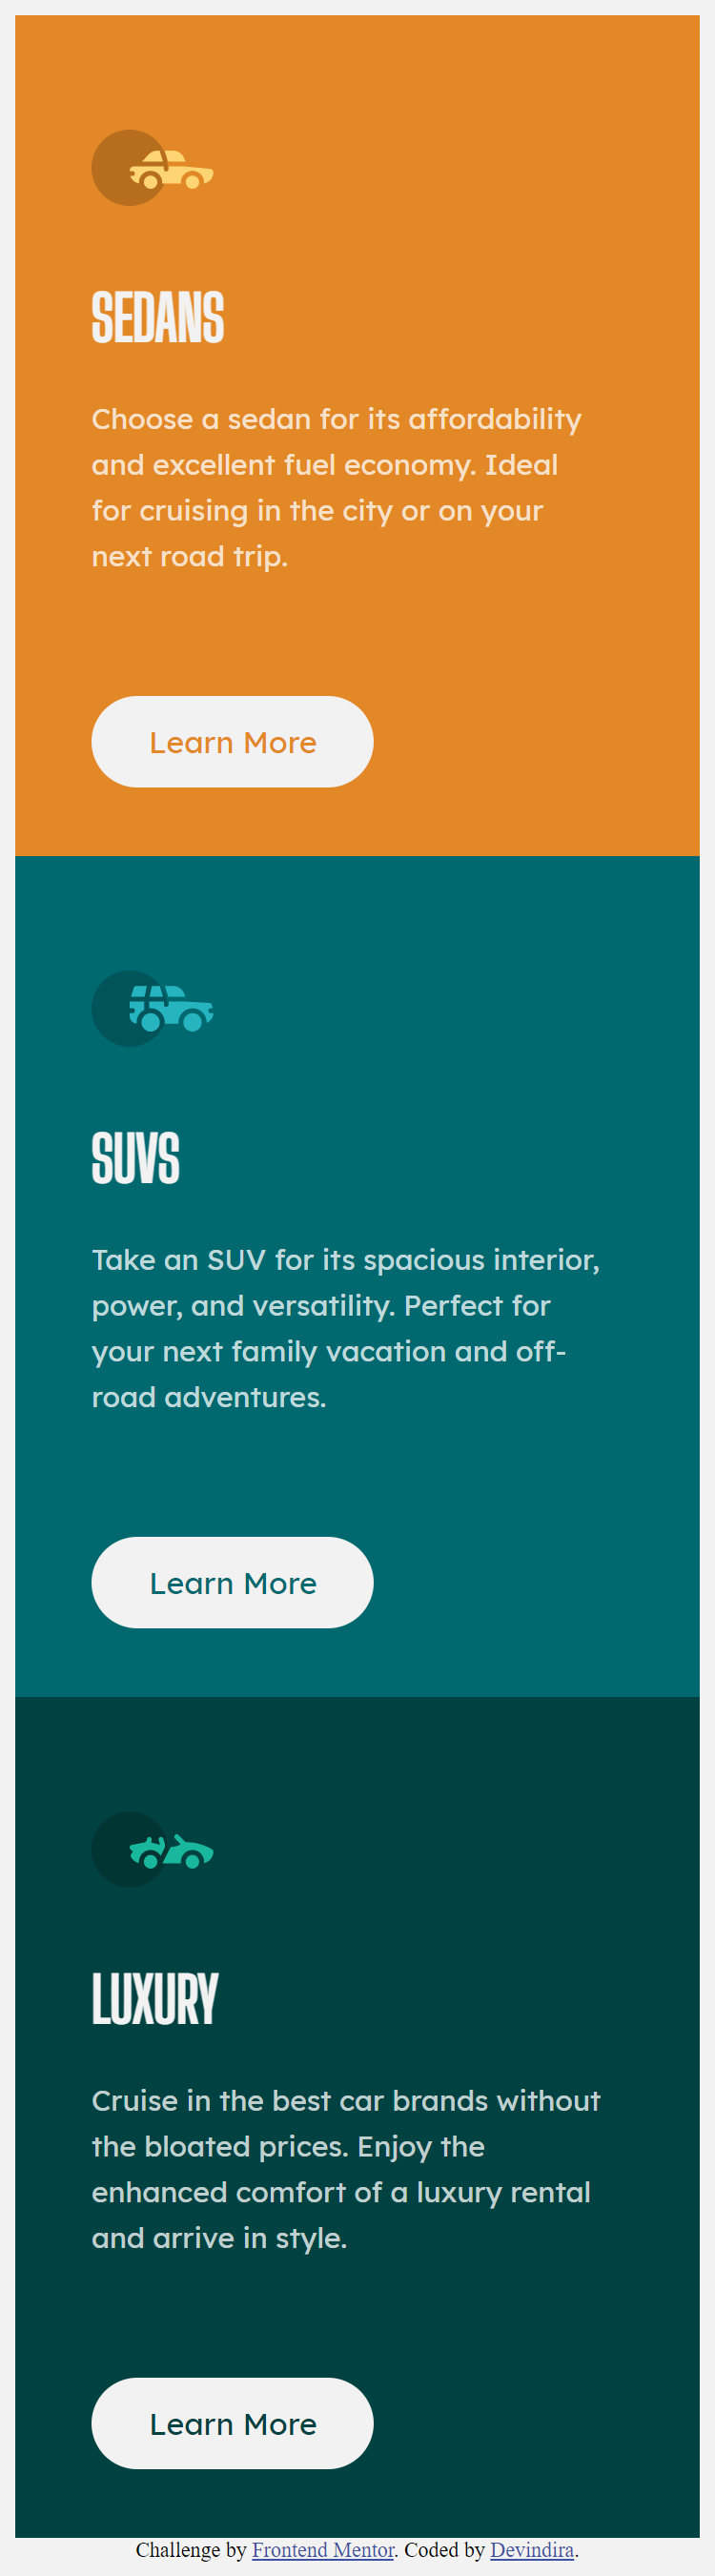 SEDANS
Choose a sedan for its affordability
and excellent fuel economy. Ideal
for cruising in the city or on your
next road trip.
Learn More
SUVS
Take an SUV for its spacious interior,
power, and versatility. Perfect for
your next family vacation and off-
road adventures.
Learn More
LUXURY
Cruise in the best car brands without
the bloated prices. Enjoy the
enhanced comfort of a luxury rental
and arrive in style.
Learn More
Challenge by Frontend Mentor. Coded by Devindira.